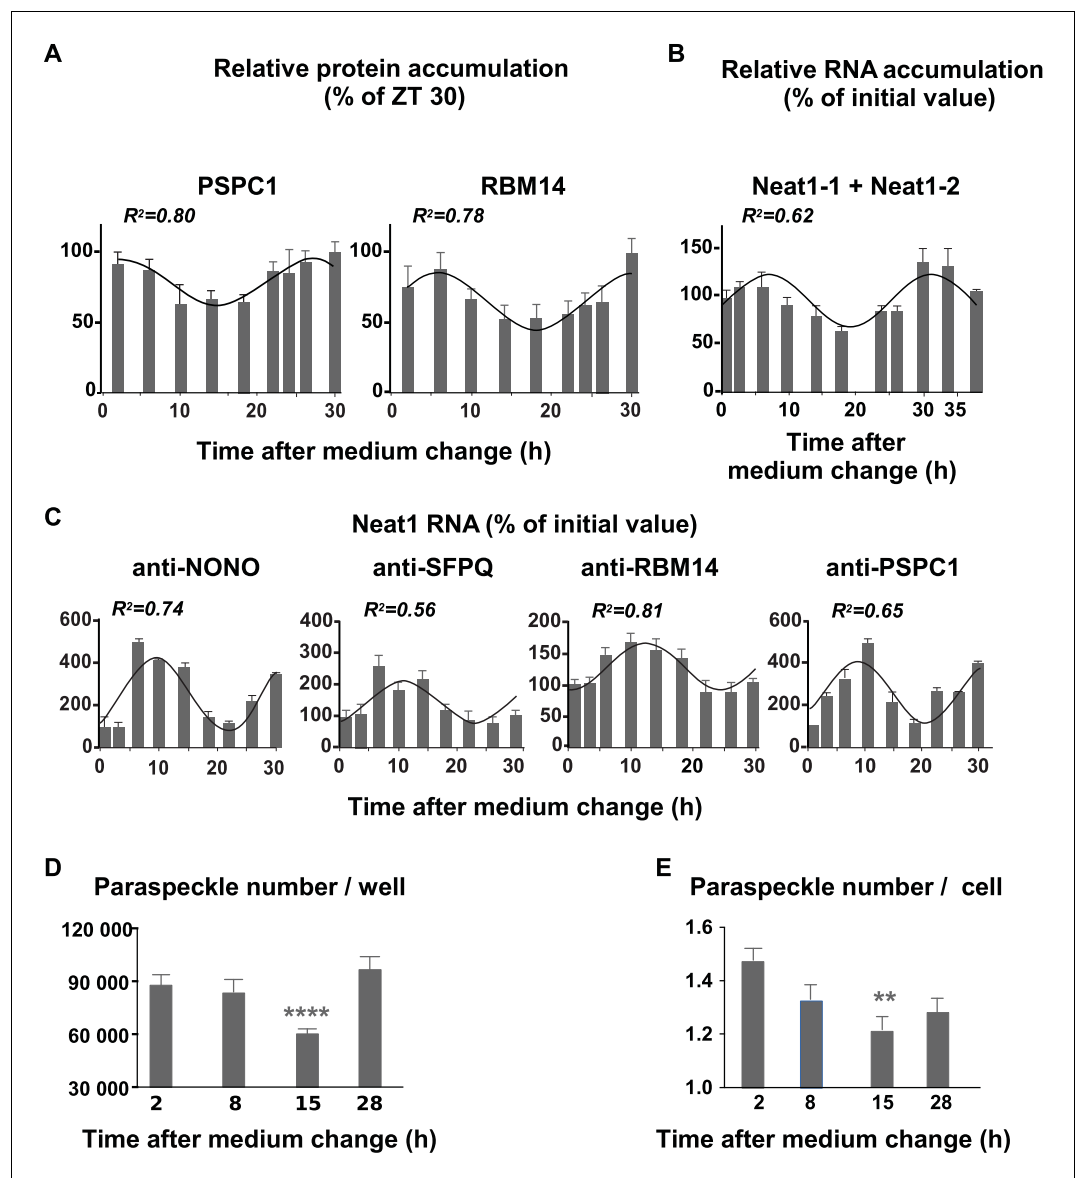 A
Relative protein accumulation
(% of ZT 30)
B
Relative RNA accumulation
(% of initial value)
PSPC1
RBM14
Neat1-1 + Neat1-2
R²=0.80
R²=0.78
R²=0.62
100
50
0
0
10
20
30
100
50
0
0
10
20
30
150
100
50
0
0
10
20
30
35
Time after medium change (h)
Time after
medium change (h)
C
Neat1 RNA (% of initial value)
anti-NONO
anti-SFPQ
anti-RBM14
anti-PSPC1
R²=0.74
R²=0.56
R²=0.81
R²=0.65
600
400
200
0
0
10
20
30
400
300
200
100
0
0
10
20
30
200
150
100
50
0
0
10
20
30
600
400
200
0
0
10
20
30
Time after medium change (h)
D
Paraspeckle number / well
120 000
90 000
60 000
30 000
****
2
8
15
28
Time after medium change (h)
E
Paraspeckle number / cell
1.6
1.4
1.2
1.0
**
2
8
15
28
Time after medium change (h)